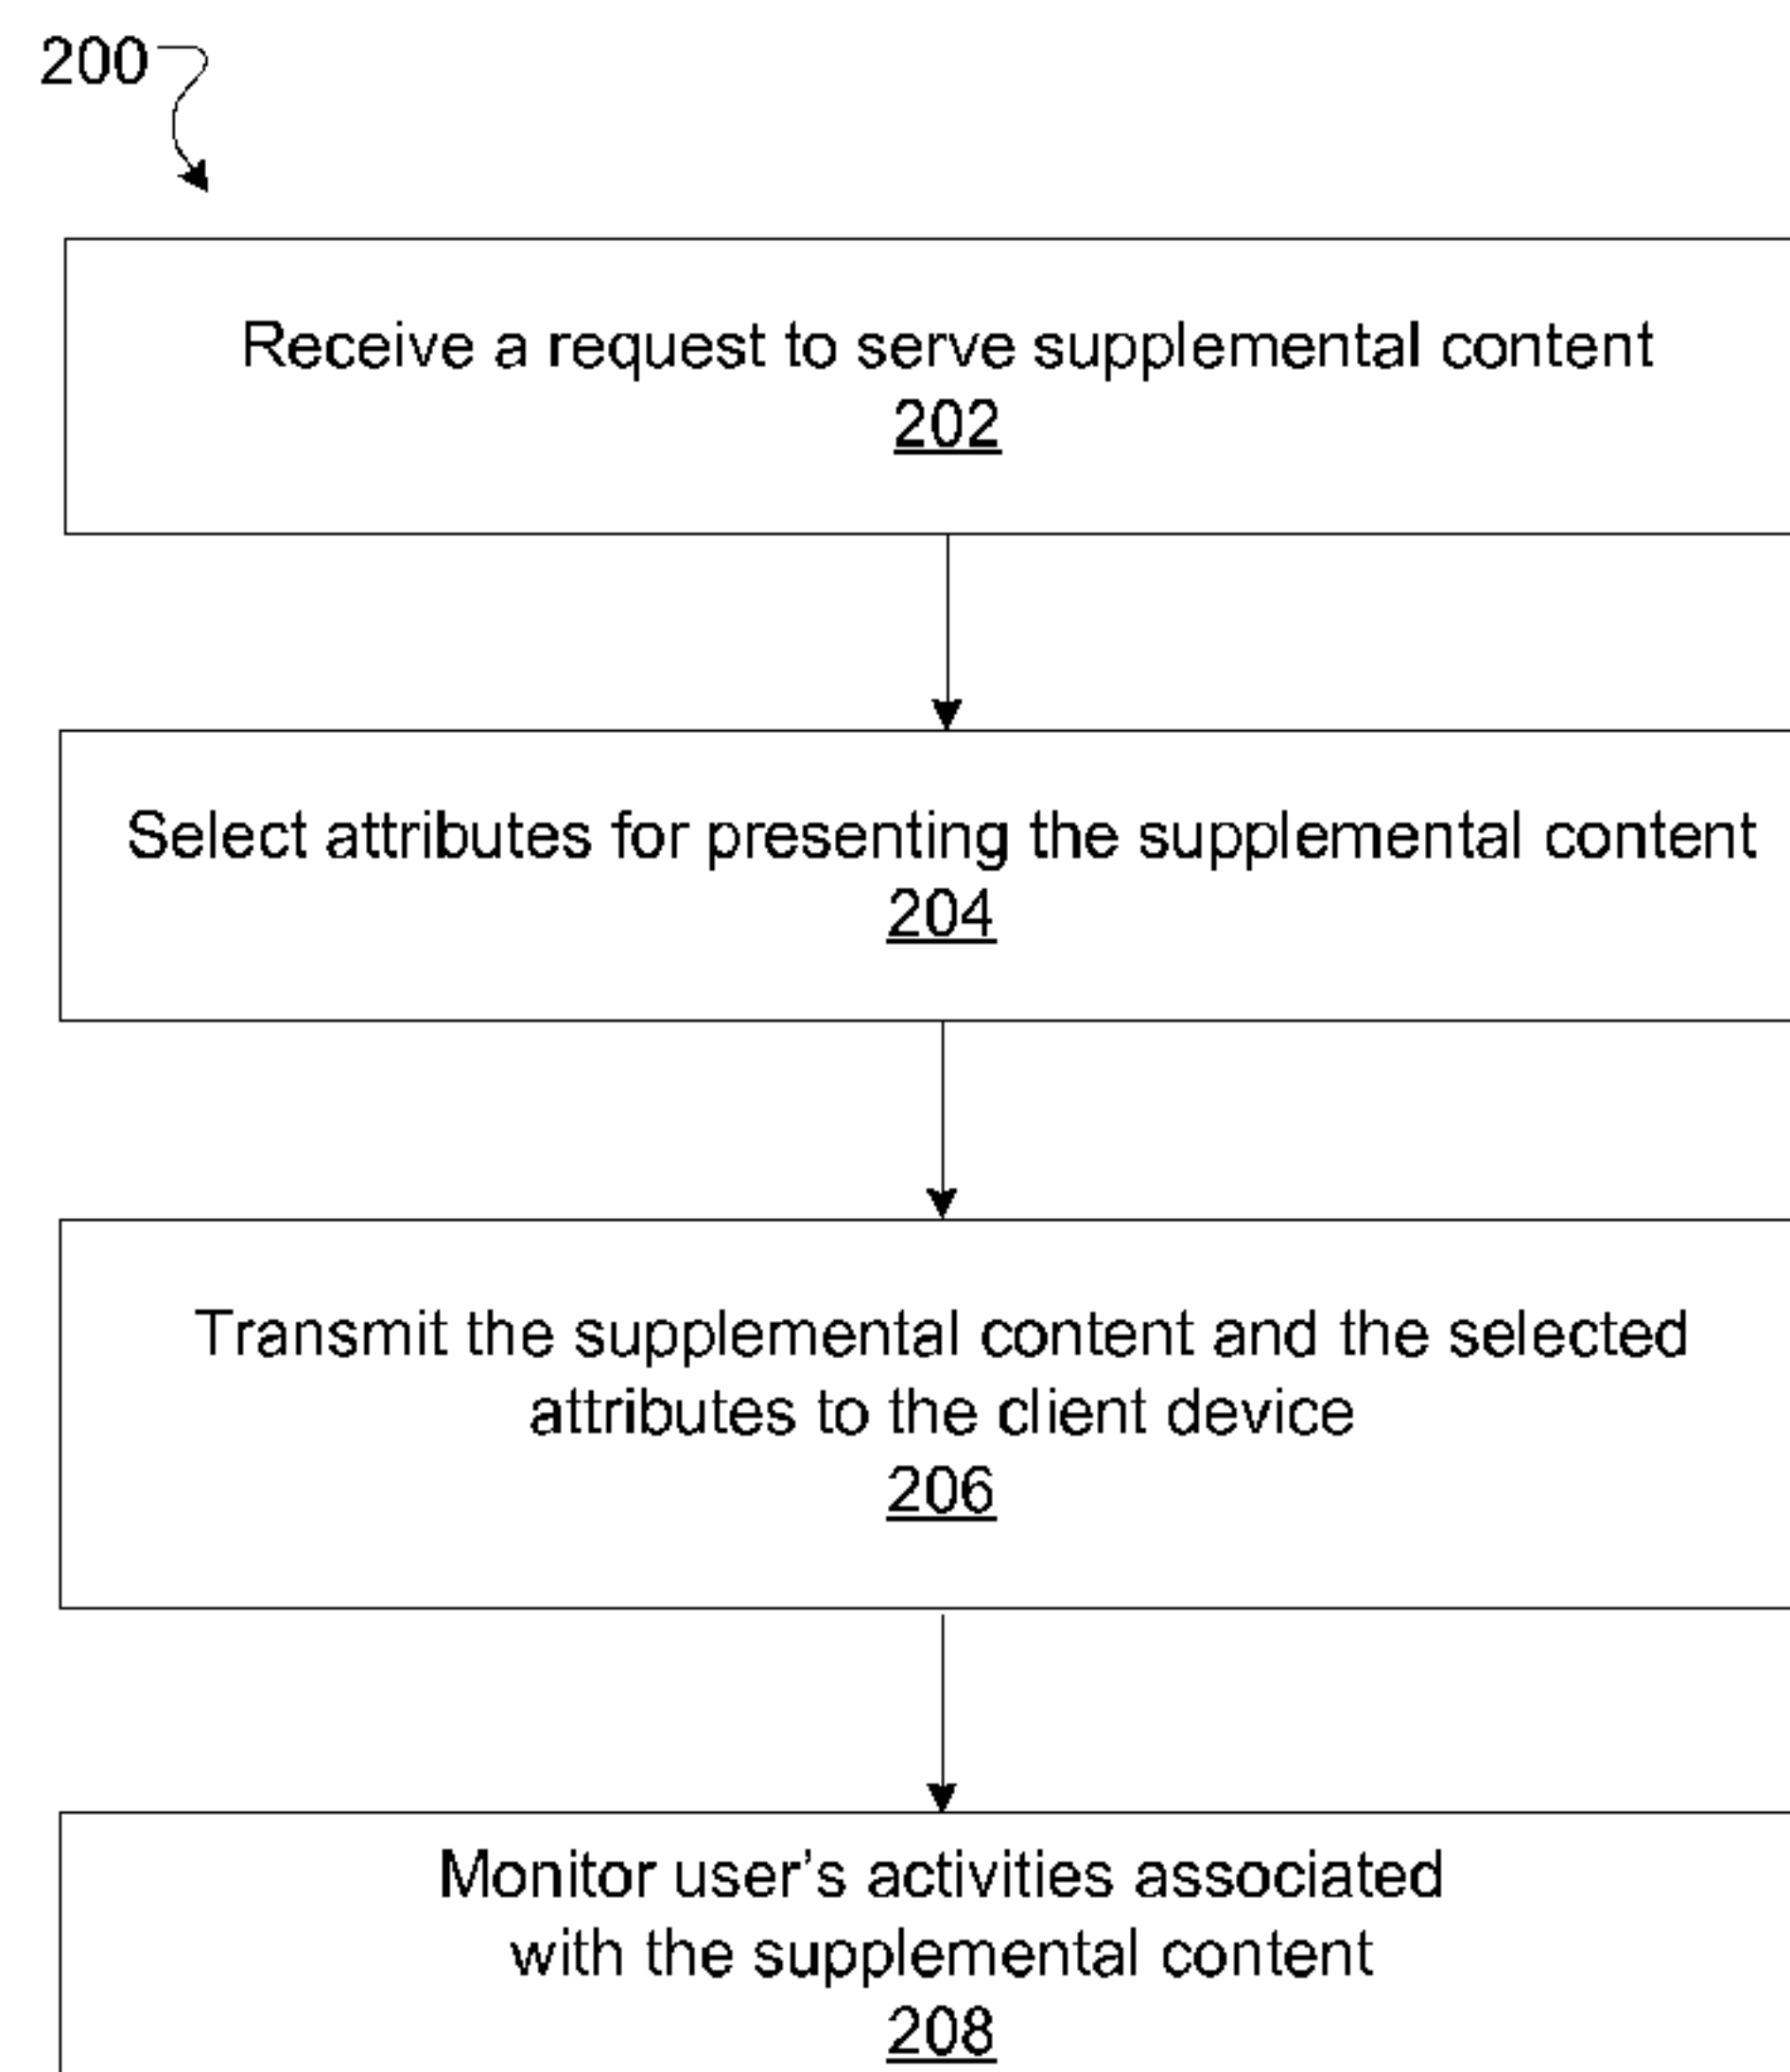 200
Receive a request to serve supplemental content
202
Select attributes for presenting the supplemental content
204
Transmit the supplemental content and the selected
attributes to the client device
206
Monitor user's activities associated
with the supplemental content
208